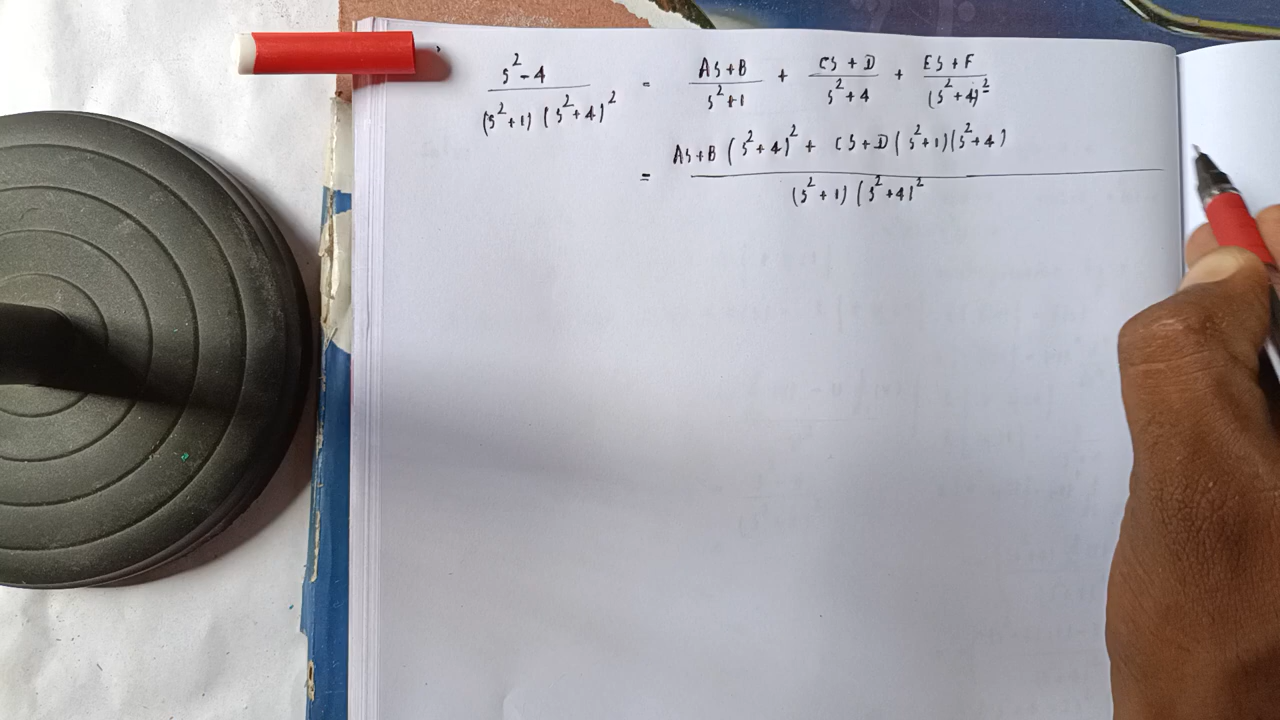 s²-4 / (s²+1) (s²+4)² = As+B / s²+1 + Cs+D / s²+4 + Es+F / (s²+4)²
= As+B (s²+4)² + Cs+D (s²+1)(s²+4) / (s²+1) (s²+4)²